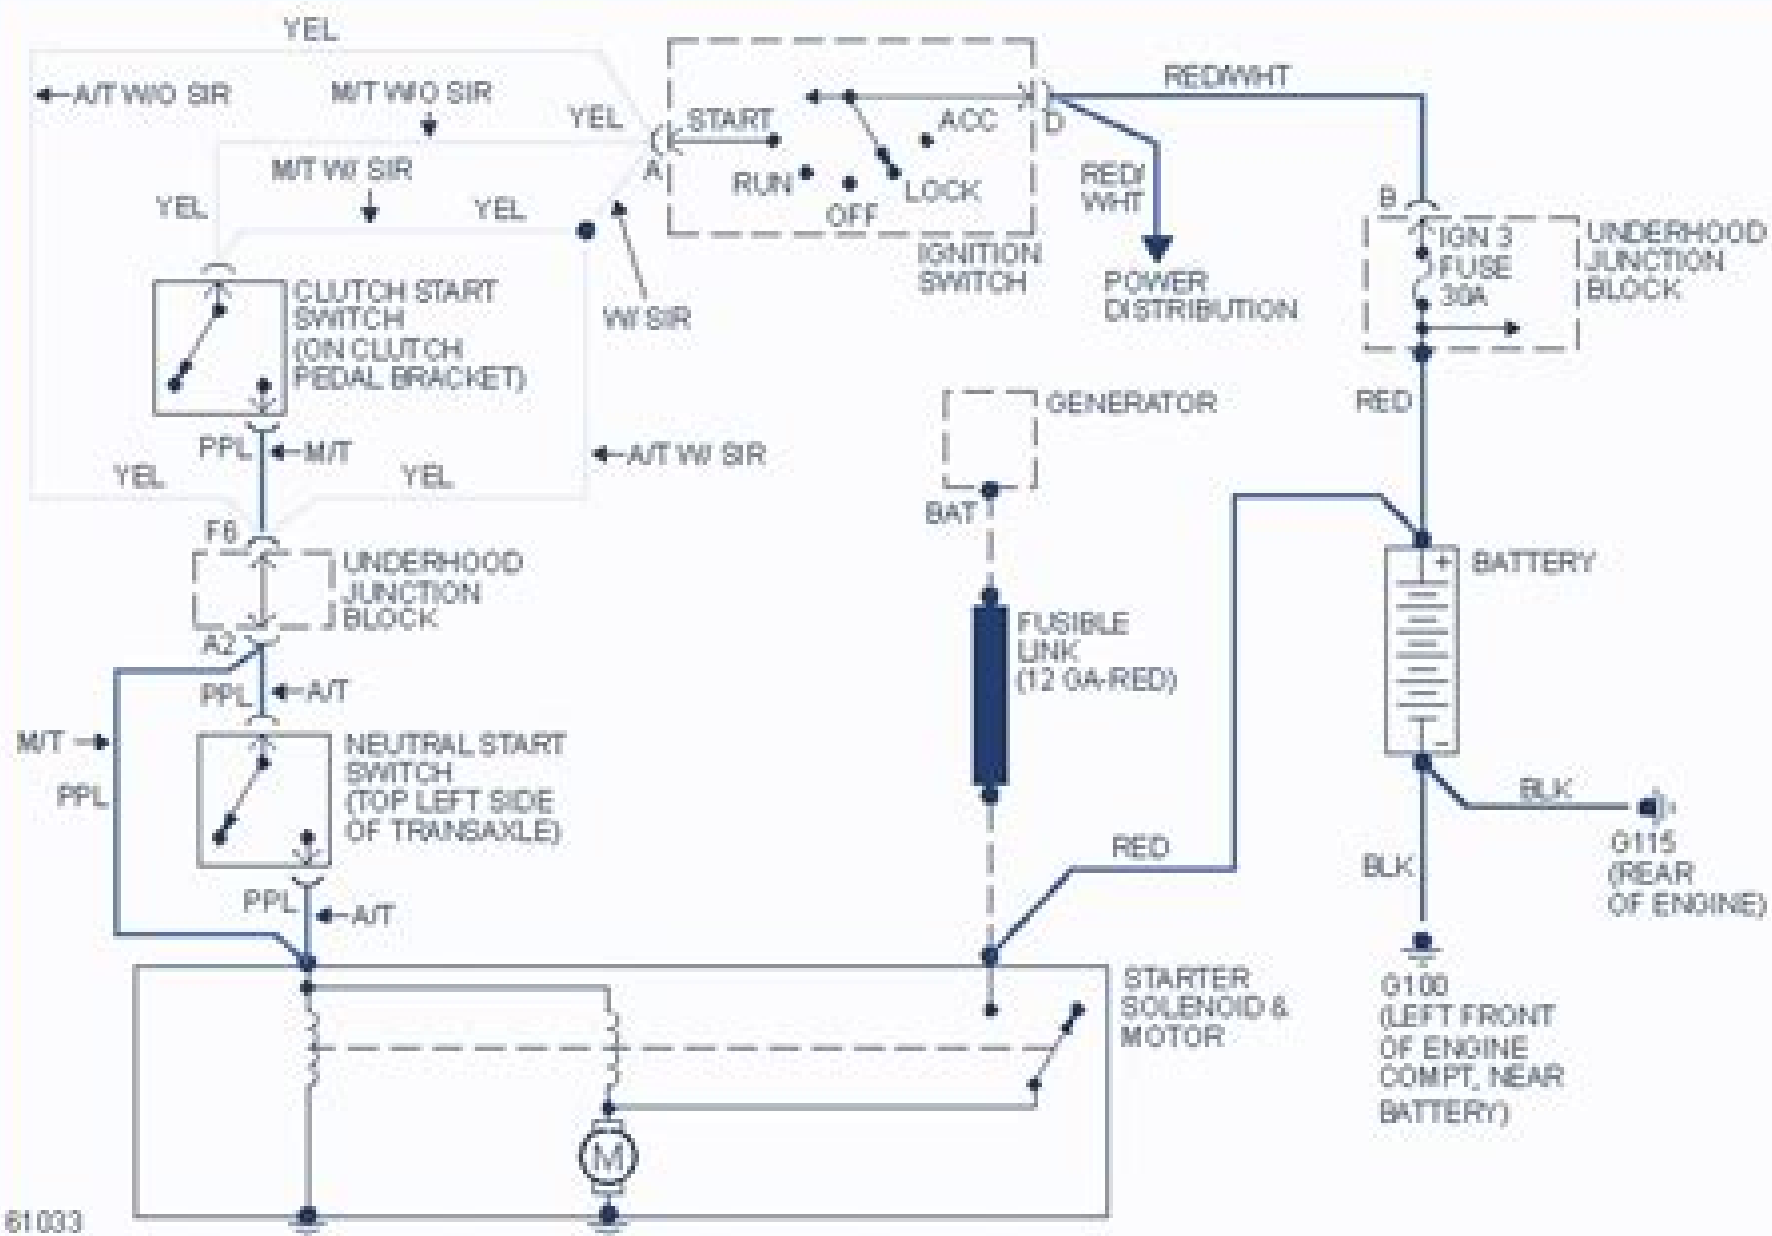 YEL
A/T W/O SIR
M/T W/O SIR
YEL
M/T W/ SIR
YEL
YEL
A
START
RUN
OFF
LOCK
ACC
D
IGNITION
SWITCH
W/ SIR
RED/WHT
RED/
WHT
POWER
DISTRIBUTION
B
IGN 3
FUSE
30A
UNDERHOOD
JUNCTION
BLOCK
CLUTCH START
SWITCH
(ON CLUTCH
PEDAL BRACKET)
PPL
M/T
YEL
YEL
A/T W/ SIR
GENERATOR
BAT
RED
F6
UNDERHOOD
JUNCTION
BLOCK
A2
PPL
A/T
FUSIBLE
LINK
(12 GA-RED)
+
BATTERY
-
M/T
PPL
NEUTRAL START
SWITCH
(TOP LEFT SIDE
OF TRANSAXLE)
PPL
A/T
RED
BLK
BLK
G115
(REAR
OF ENGINE)
STARTER
SOLENOID &
MOTOR
G100
(LEFT FRONT
OF ENGINE
COMPT, NEAR
BATTERY)
M
61033